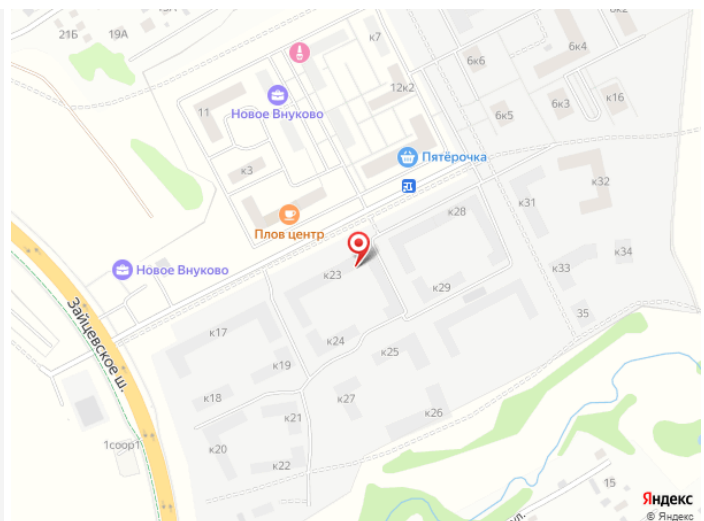 21Б
19А
к7
6к2
6к4
6к6
12к2
Новое Внуково
11
6к3
к16
6к5
Пятёрочка
к3
к32
к31
к28
Плов центр
к34
Новое Внуково
к23
к33
к29
Зайцевское ш.
35
к17
к24
к25
к19
к27
к18
к26
к21
1соор1
к20
к22
15
ул.
Яндекс
© Яндекс